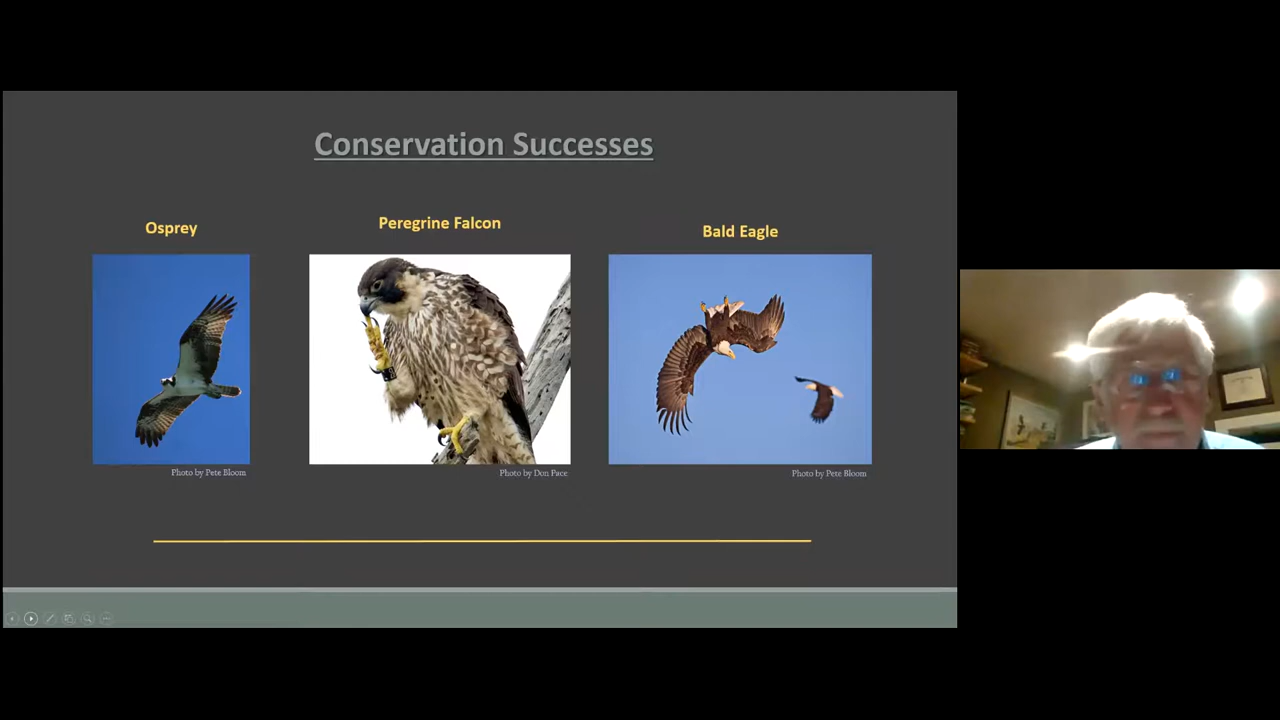 Conservation Successes
Osprey
Peregrine Falcon
Bald Eagle
Photo by Pete Bloom
Photo by Don Pace
Photo by Pete Bloom